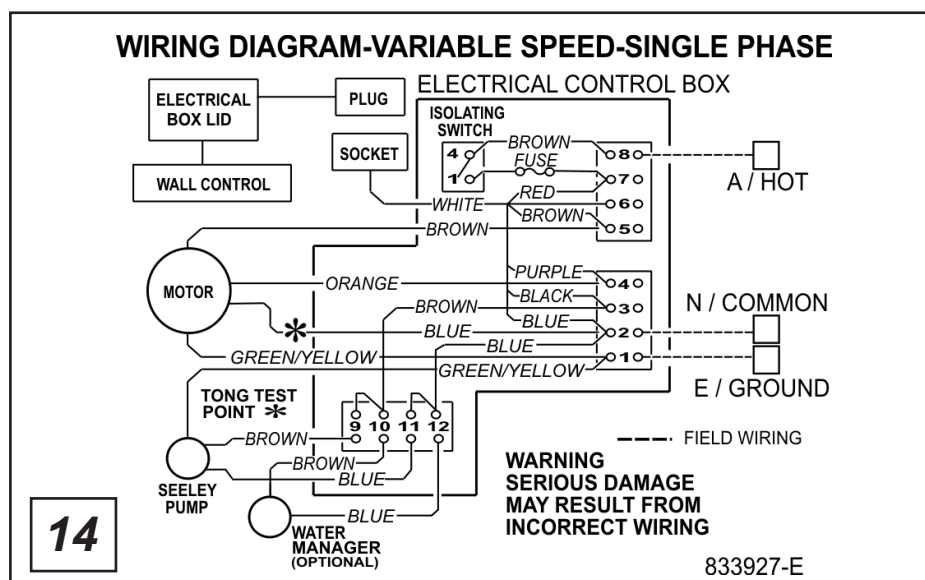 WIRING DIAGRAM-VARIABLE SPEED-SINGLE PHASE
ELECTRICAL CONTROL BOX
ELECTRICAL
BOX LID
PLUG
WALL CONTROL
SOCKET
ISOLATING
SWITCH
4
1
BROWN
FUSE
RED
WHITE
BROWN
BROWN
8
7
6
5
A / HOT
MOTOR
ORANGE
PURPLE
BLACK
BROWN
BLUE
*
BLUE
BLUE
GREEN/YELLOW
GREEN/YELLOW
4
3
2
1
N / COMMON
E / GROUND
TONG TEST
POINT *
9 10 11 12
BROWN
BROWN
BLUE
BLUE
SEELEY
PUMP
WATER
MANAGER
(OPTIONAL)
FIELD WIRING
WARNING
SERIOUS DAMAGE
MAY RESULT FROM
INCORRECT WIRING
14
833927-E